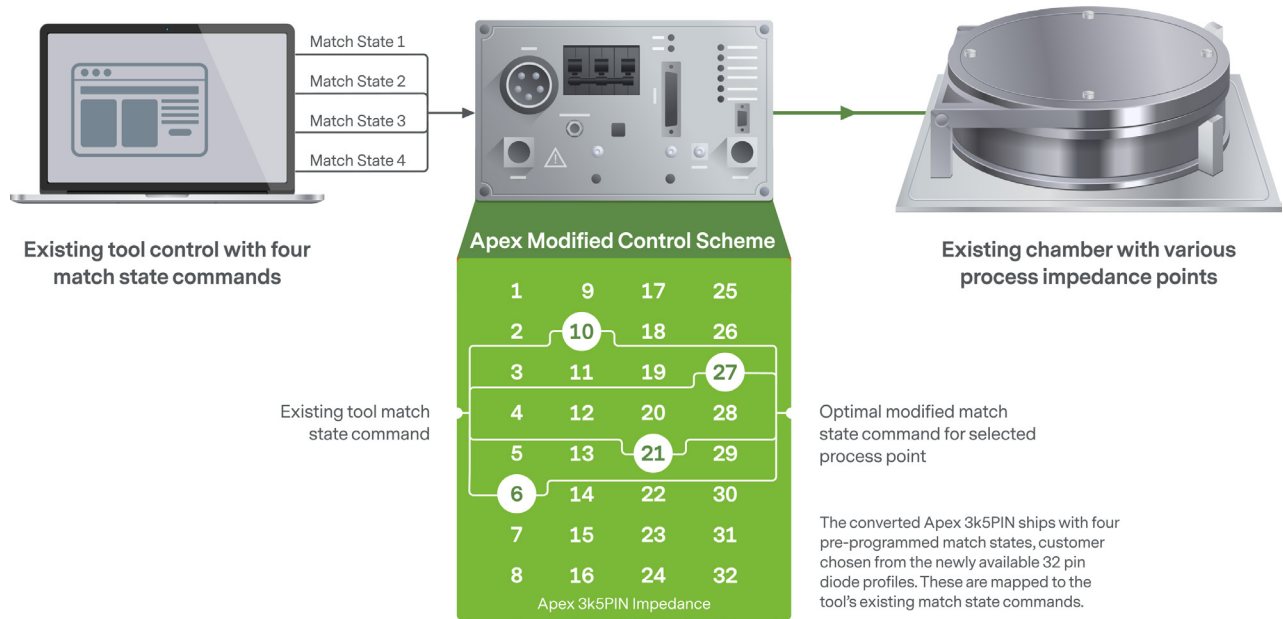 Match State 1
Match State 2
Match State 3
Match State 4
Existing tool control with four
match state commands
Apex Modified Control Scheme
Existing chamber with various
process impedance points
1 9 17 25
2 10 18 26
3 11 19 27
4 12 20 28
5 13 21 29
6 14 22 30
7 15 23 31
8 16 24 32
Apex 3k5PIN Impedance
Existing tool match
state command
Optimal modified match
state command for selected
process point
The converted Apex 3k5PIN ships with four
pre-programmed match states, customer
chosen from the newly available 32 pin
diode profiles. These are mapped to the
tool’s existing match state commands.